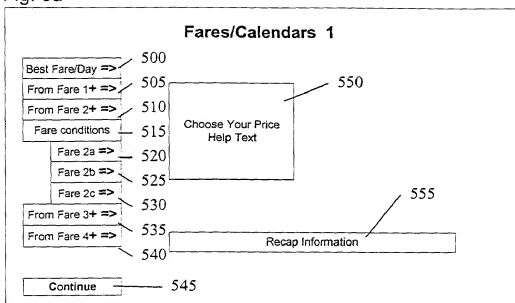 Fig. 5a
Fares/Calendars 1
Best Fare/Day => 500
From Fare 1+ => 505
From Fare 2+ => 510
Fare conditions 515
Fare 2a => 520
Fare 2b => 525
Fare 2c => 530
From Fare 3+ => 535
From Fare 4+ => 540
Continue 545
550
Choose Your Price
Help Text
555
Recap Information